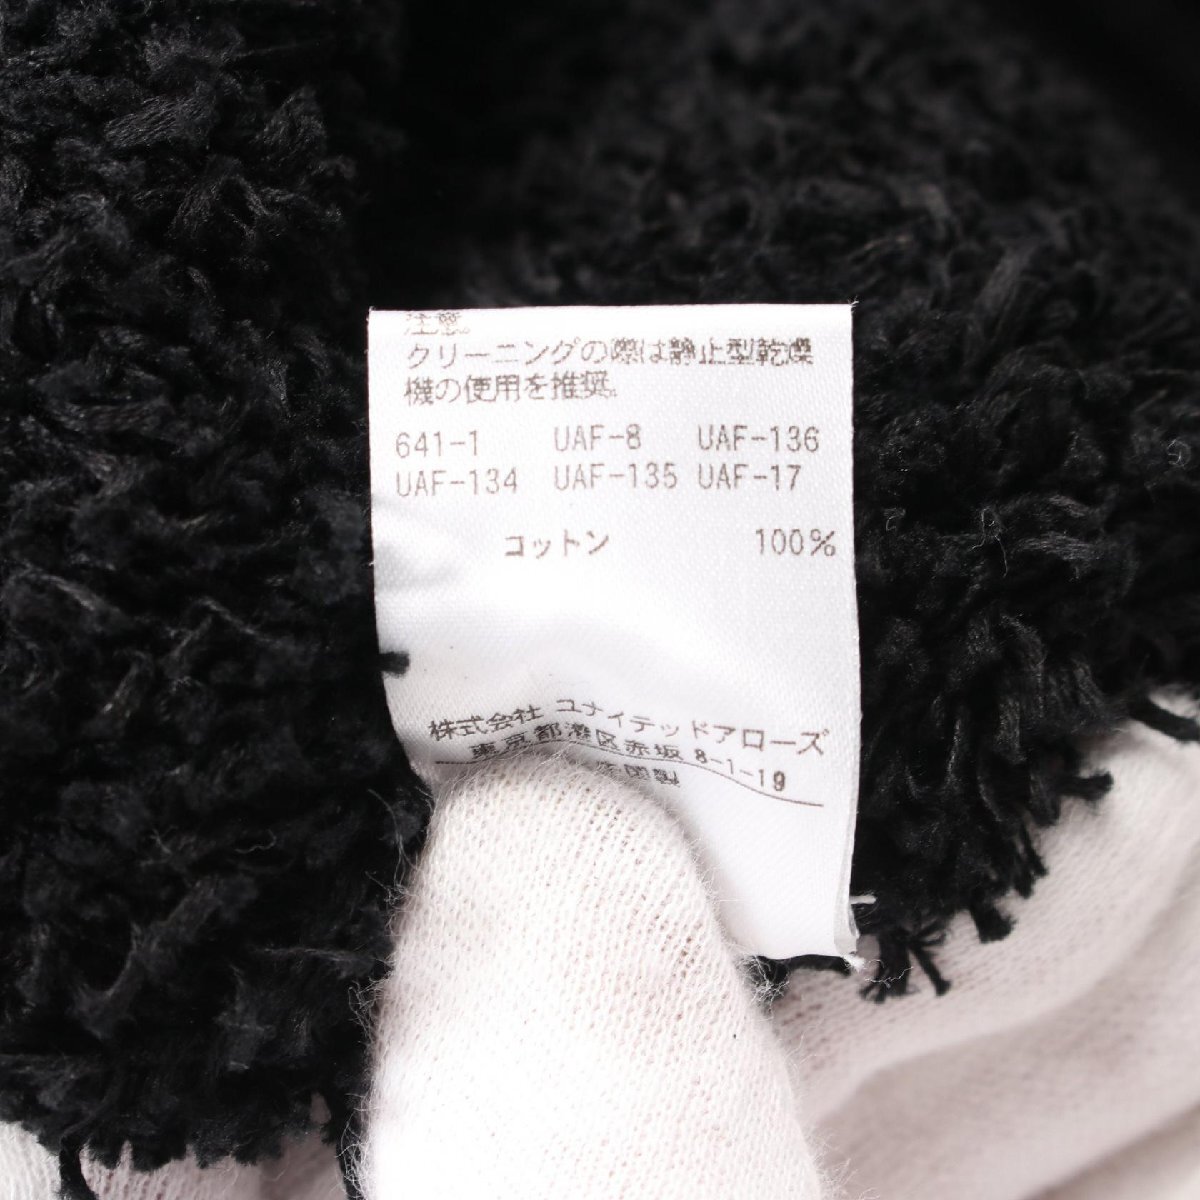 注意。
クリーニングの際は静止型乾燥
機の使用を推奨。
641-1 UAF-8 UAF-136
UAF-134 UAF-135 UAF-17
コットン 100%
株式会社 ユナイテッドアローズ
東京都港区赤坂 8-1-19
国製